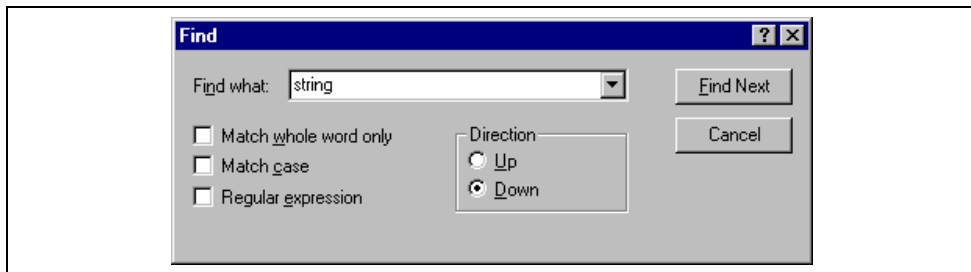 Find
Find what: string Find Next
Match whole word only Direction Cancel
Match case Up
Regular expression Down